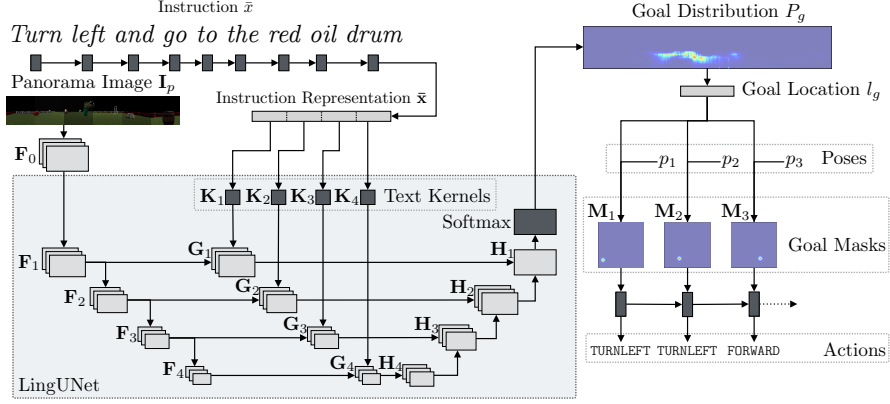 Instruction x̄
Turn left and go to the red oil drum
Panorama Image I_p
Instruction Representation x̄
F_0
K_1 K_2 K_3 K_4 Text Kernels
Softmax
F_1 G_1 H_1
F_2 G_2 H_2
F_3 G_3 H_3
F_4 G_4 H_4
LingUNet
Goal Distribution P_g
Goal Location l_g
p_1 p_2 p_3 Poses
M_1 M_2 M_3
Goal Masks
TURNLEFT TURNLEFT FORWARD Actions